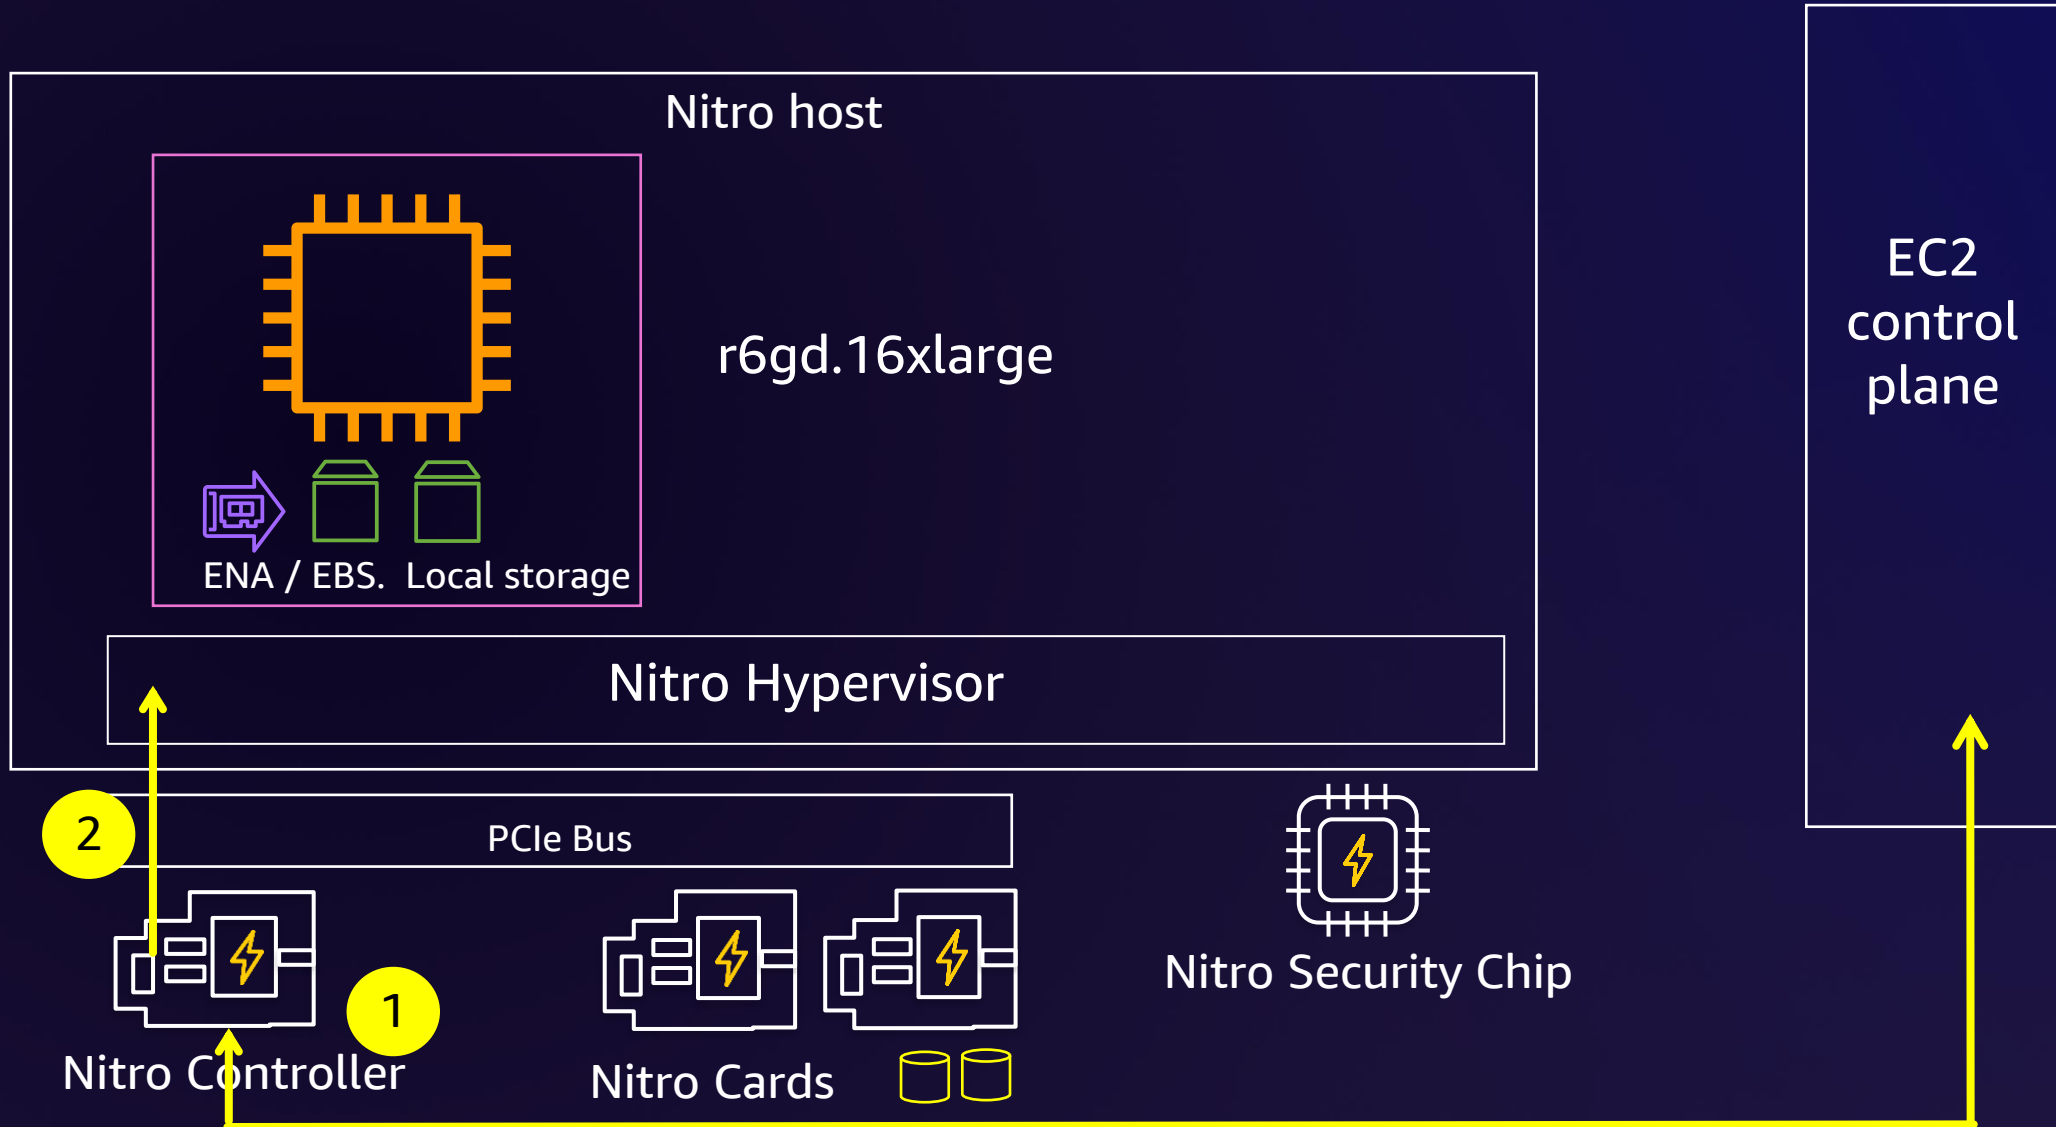 Nitro host
r6gd.16xlarge
ENA / EBS. Local storage
Nitro Hypervisor
EC2
control
plane
2
PCIe Bus
1
Nitro Controller
Nitro Cards
Nitro Security Chip